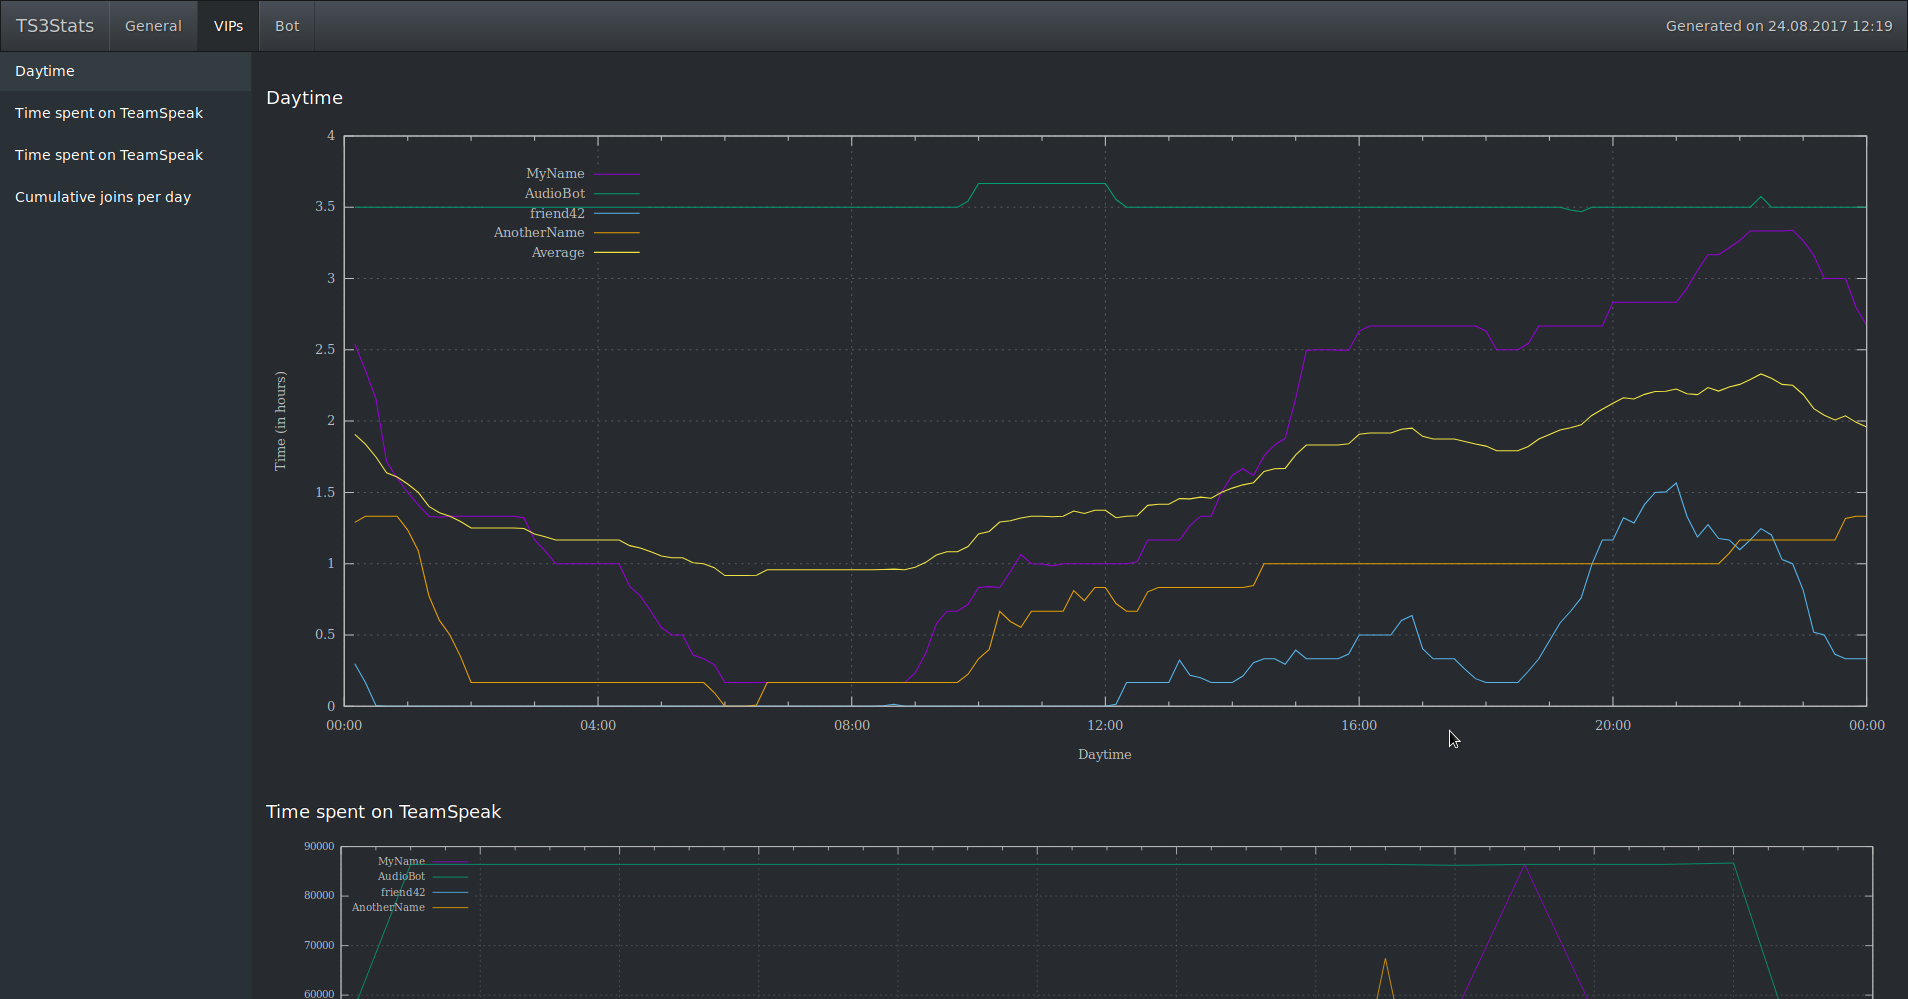 TS3Stats General VIPs Bot Generated on 24.08.2017 12:19
Daytime
Time spent on TeamSpeak
Time spent on TeamSpeak
Cumulative joins per day
Daytime
4
3.5
3
2.5
2
1.5
1
0.5
0
Time (in hours)
MyName
AudioBot
friend42
AnotherName
Average
00:00 04:00 08:00 12:00 16:00 20:00 00:00
Daytime
Time spent on TeamSpeak
90000
80000
70000
60000
MyName
AudioBot
friend42
AnotherName